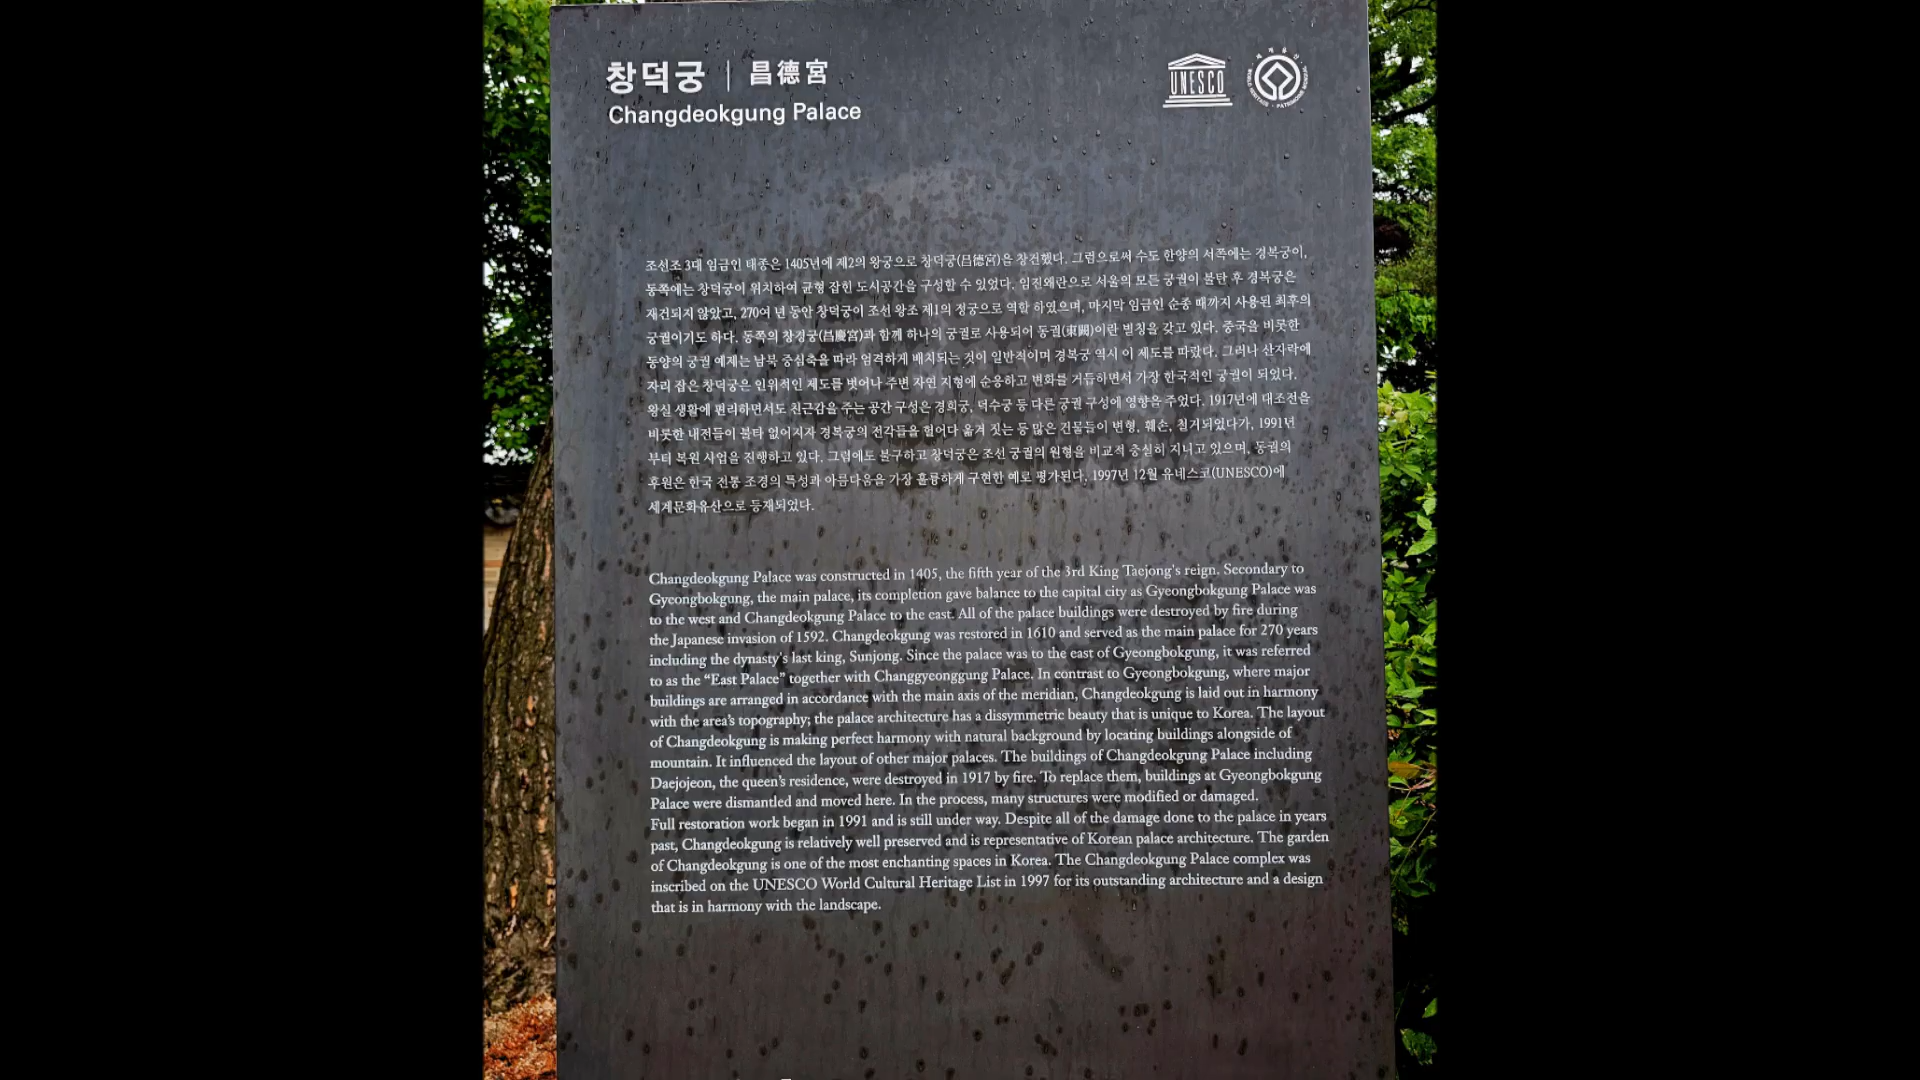 창덕궁 | 昌德宮
Changdeokgung Palace
UNESCO
조선조 3대 임금인 태종은 1405년에 제2의 왕궁으로 창덕궁(昌德宮)을 창건했다. 그럼으로써 수도 한양의 서쪽에는 경복궁이,
동쪽에는 창덕궁이 위치하여 균형 잡힌 도시공간을 구성할 수 있었다. 임진왜란으로 서울의 모든 궁궐이 불탄 후 경복궁은
재건되지 않았고, 270여 년 동안 창덕궁이 조선 왕조 제1의 정궁으로 역할 하였으며, 마지막 임금인 순종 때까지 사용된 최후의
궁궐이기도 하다. 동쪽의 창경궁(昌慶宮)과 함께 하나의 궁궐로 사용되어 동궐(東闕)이란 별칭을 갖고 있다. 중국을 비롯한
동양의 궁궐 예제는 남북 중심축을 따라 엄격하게 배치되는 것이 일반적이며 경복궁 역시 이 제도를 따랐다. 그러나 산자락에
자리 잡은 창덕궁은 인위적인 제도를 벗어나 주변 자연 지형에 순응하고 변화를 거듭하면서 가장 한국적인 궁궐이 되었다.
왕실 생활에 편리하면서도 친근감을 주는 공간 구성은 경희궁, 덕수궁 등 다른 궁궐 구성에 영향을 주었다. 1917년에 대조전을
비롯한 내전들이 불타 없어지자 경복궁의 전각들을 헐어다 옮겨 짓는 등 많은 건물들이 변형, 훼손, 철거되었다가, 1991년
부터 복원 사업을 진행하고 있다. 그럼에도 불구하고 창덕궁은 조선 궁궐의 원형을 비교적 충실히 지니고 있으며, 동궐의
후원은 한국 전통 조경의 특성과 아름다움을 가장 훌륭하게 구현한 예로 평가된다. 1997년 12월 유네스코(UNESCO)에
세계문화유산으로 등재되었다.
Changdeokgung Palace was constructed in 1405, the fifth year of the 3rd King Taejong's reign. Secondary to
Gyeongbokgung, the main palace, its completion gave balance to the capital city as Gyeongbokgung Palace was
to the west and Changdeokgung Palace to the east. All of the palace buildings were destroyed by fire during
the Japanese invasion of 1592. Changdeokgung was restored in 1610 and served as the main palace for 270 years
including the dynasty's last king, Sunjong. Since the palace was to the east of Gyeongbokgung, it was referred
to as the “East Palace” together with Changgyeonggung Palace. In contrast to Gyeongbokgung, where major
buildings are arranged in accordance with the main axis of the meridian, Changdeokgung is laid out in harmony
with the area's topography; the palace architecture has a dissymmetric beauty that is unique to Korea. The layout
of Changdeokgung is making perfect harmony with natural background by locating buildings alongside of
mountain. It influenced the layout of other major palaces. The buildings of Changdeokgung Palace including
Daejojeon, the queen's residence, were destroyed in 1917 by fire. To replace them, buildings at Gyeongbokgung
Palace were dismantled and moved here. In the process, many structures were modified or damaged.
Full restoration work began in 1991 and is still under way. Despite all of the damage done to the palace in years
past, Changdeokgung is relatively well preserved and is representative of Korean palace architecture. The garden
of Changdeokgung is one of the most enchanting spaces in Korea. The Changdeokgung Palace complex was
inscribed on the UNESCO World Cultural Heritage List in 1997 for its outstanding architecture and a design
that is in harmony with the landscape.